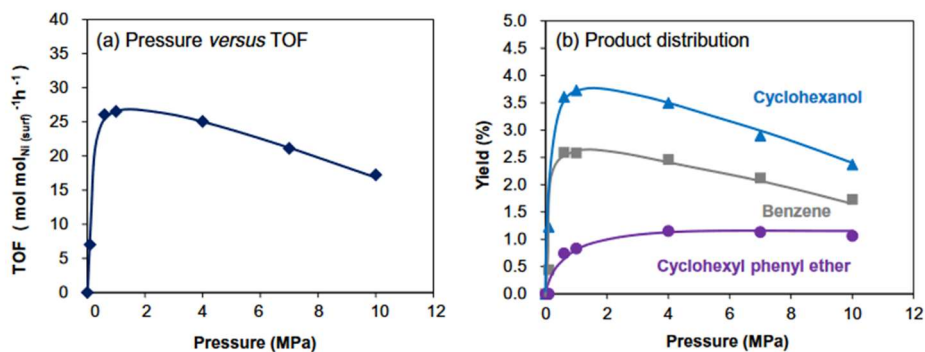 (a) Pressure versus TOF
40
35
30
25
20
15
10
5
0
TOF ( mol molNi (surf)⁻¹h⁻¹)
0 2 4 6 8 10 12
Pressure (MPa)
(b) Product distribution
5.0
4.5
4.0
3.5
3.0
2.5
2.0
1.5
1.0
0.5
0.0
Yield (%)
Cyclohexanol
Benzene
Cyclohexyl phenyl ether
0 2 4 6 8 10 12
Pressure (MPa)